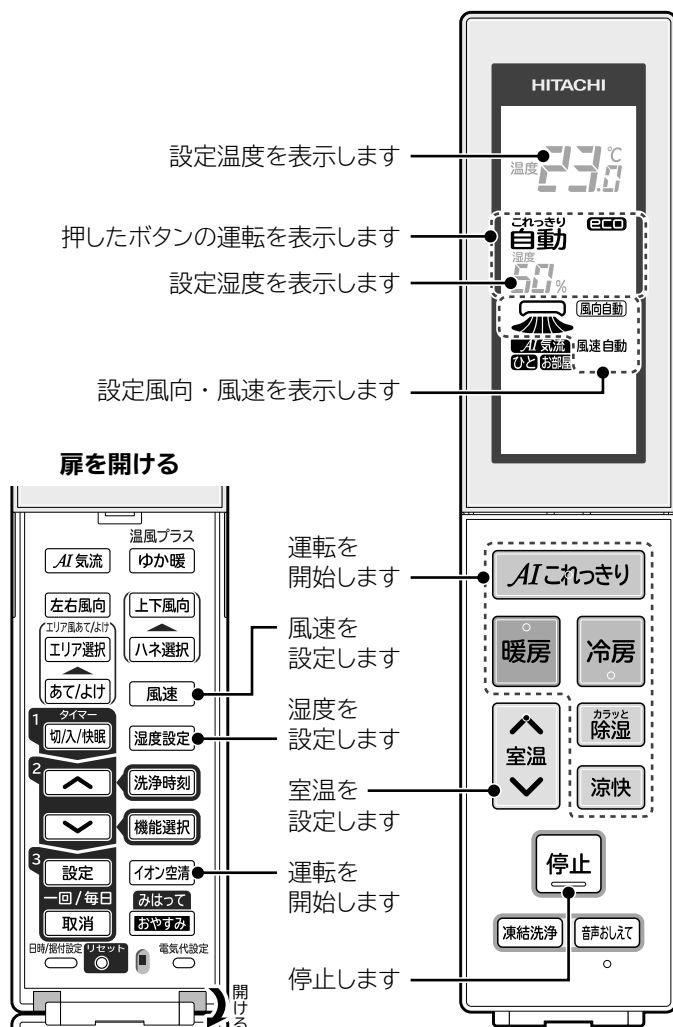 HITACHI
設定温度を表示します
温度 23.0 ℃
押したボタンの運転を表示します
これっきり
自動 eco
設定湿度を表示します
湿度
50%
風向自動
AI 気流 風速自動
ひと お部屋
設定風向・風速を表示します
扉を開ける
温風プラス
AI 気流 ゆか暖
左右風向 上下風向
エリア風あて/よけ
エリア選択 ハネ選択
あて/よけ 風速
1 タイマー
切/入/快眠 湿度設定
2
洗浄時刻
機能選択
3
設定 イオン空清
一回/毎日 みはって
取消 おやすみ
日時/据付設定 リセット 電気代設定
開ける
運転を
開始します
風速を
設定します
湿度を
設定します
室温を
設定します
運転を
開始します
停止します
AI これっきり
暖房 冷房
カラッと
室温 除湿
涼快
停止
凍結洗浄 音声おしえて